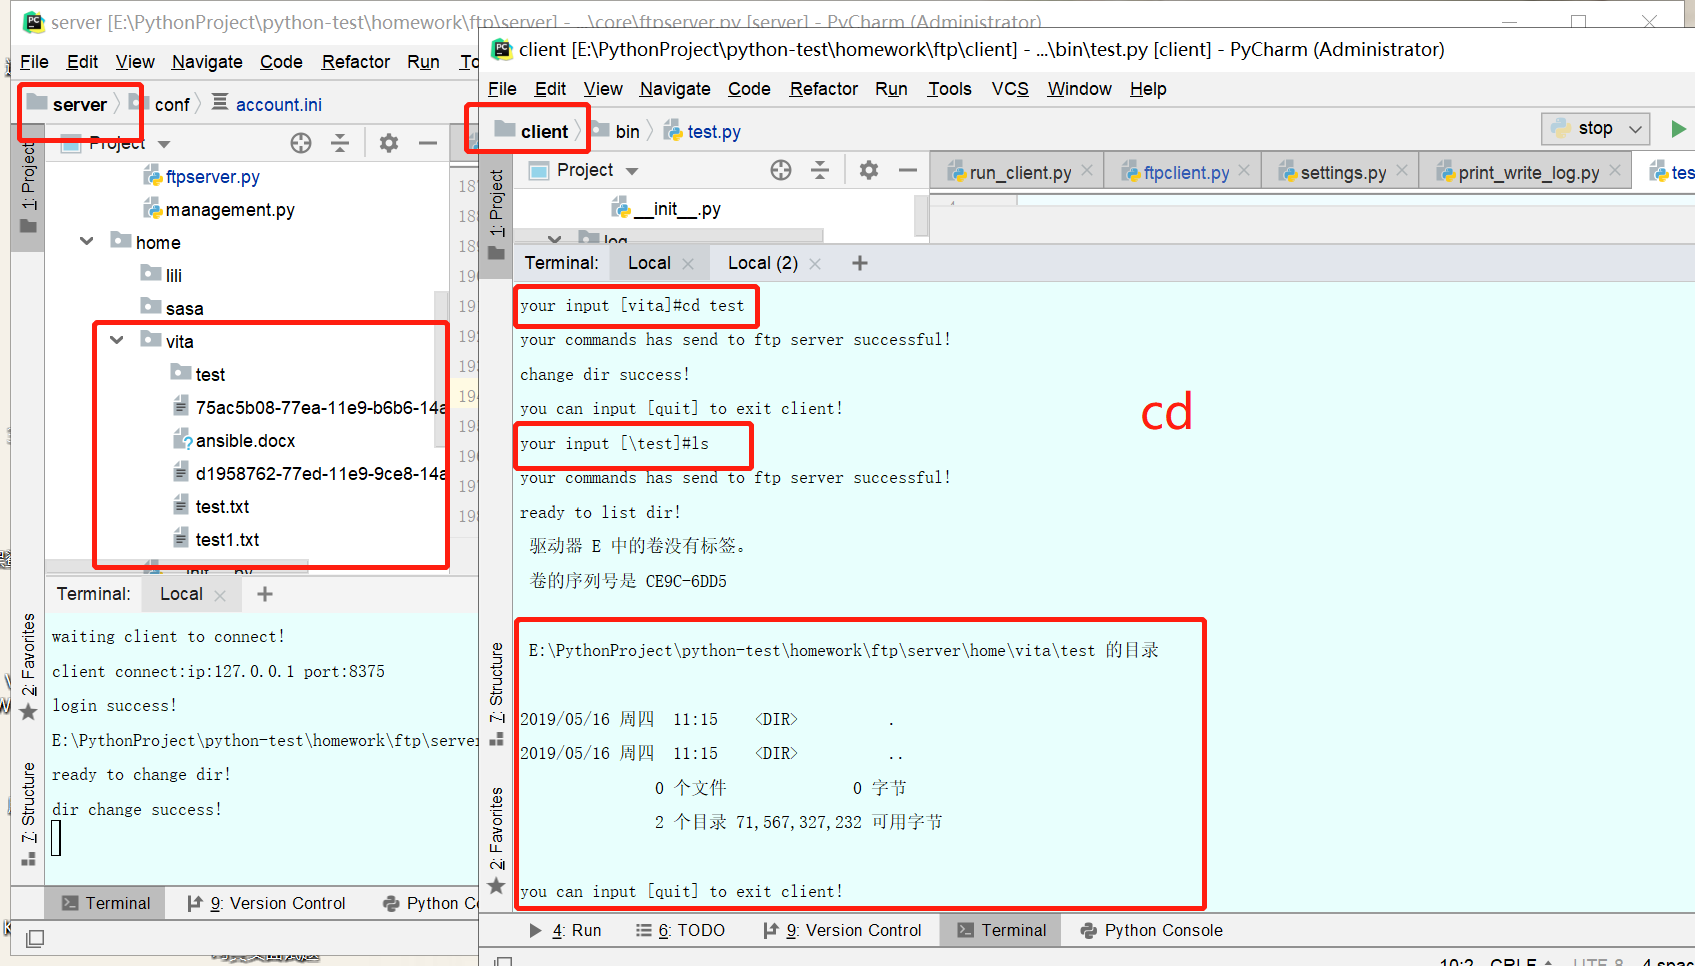 server [E:\PythonProject\python-test\homework\ftp\server] - ...\core\ftpserver.py [server] - PyCharm (Administrator)
File Edit View Navigate Code Refactor Run
server conf account.ini
Project
1: Project
ftpserver.py
management.py
home
lili
sasa
vita
test
75ac5b08-77ea-11e9-b6b6-14a
ansible.docx
d1958762-77ed-11e9-9ce8-14a
test.txt
test1.txt
Terminal: Local +
waiting client to connect!
client connect:ip:127.0.0.1 port:8375
login success!
E:\PythonProject\python-test\homework\ftp\server
ready to change dir!
dir change success!
2: Favorites
7: Structure
Terminal 9: Version Control Python Co
client [E:\PythonProject\python-test\homework\ftp\client] - ...\bin\test.py [client] - PyCharm (Administrator)
File Edit View Navigate Code Refactor Run Tools VCS Window Help
client bin test.py
stop
Project
1: Project
run_client.py ftpclient.py settings.py print_write_log.py tes
__init__.py
log
Terminal: Local Local (2) +
your input [vita]#cd test
your commands has send to ftp server successful!
change dir success!
you can input [quit] to exit client!
cd
your input [\test]#ls
your commands has send to ftp server successful!
ready to list dir!
驱动器 E 中的卷没有标签。
卷的序列号是 CE9C-6DD5
E:\PythonProject\python-test\homework\ftp\server\home\vita\test 的目录
2019/05/16 周四 11:15 <DIR> .
2019/05/16 周四 11:15 <DIR> ..
0 个文件 0 字节
2 个目录 71,567,327,232 可用字节
you can input [quit] to exit client!
7: Structure
2: Favorites
4: Run 6: TODO 9: Version Control Terminal Python Console